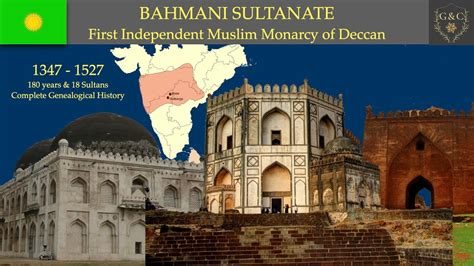 BAHMANI SULTANATE
First Independent Muslim Monarcy of Deccan
G&C
1347 - 1527
180 years & 18 Sultans
Complete Genealogical History